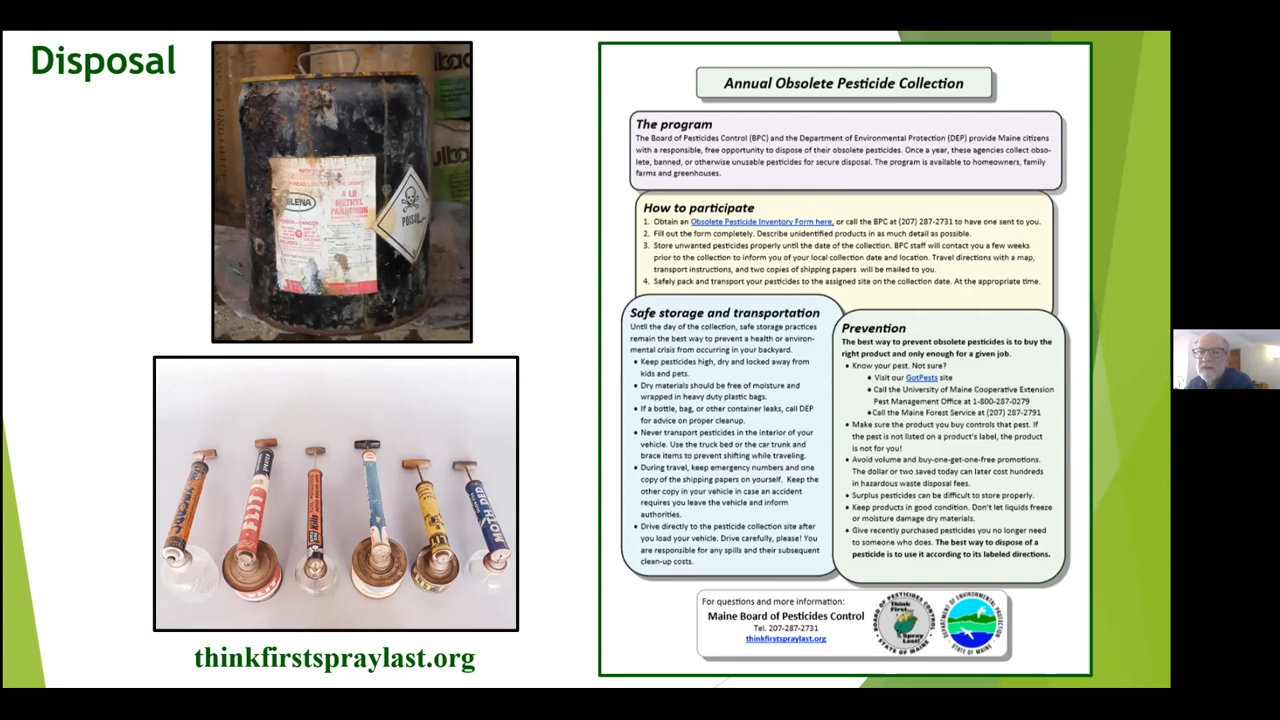 Disposal
HELENA
4 LB
METHYL
PARATHION
POISON
FLYT
thinkfirstspraylast.org
Annual Obsolete Pesticide Collection
The program
The Board of Pesticides Control (BPC) and the Department of Environmental Protection (DEP) provide Maine citizens
with a responsible, free opportunity to dispose of their obsolete pesticides. Once a year, these agencies collect obso-
lete, banned, or otherwise unusable pesticides for secure disposal. The program is available to homeowners, family
farms and greenhouses.
How to participate
1. Obtain an Obsolete Pesticide Inventory Form here, or call the BPC at (207) 287-2731 to have one sent to you.
2. Fill out the form completely. Describe unidentified products in as much detail as possible.
3. Store unwanted pesticides properly until the date of the collection. BPC staff will contact you a few weeks
prior to the collection to inform you of your local collection date and location. Travel directions with a map,
transport instructions, and two copies of shipping papers will be mailed to you.
4. Safely pack and transport your pesticides to the assigned site on the collection date. At the appropriate time.
Safe storage and transportation
Until the day of the collection, safe storage practices
remain the best way to prevent a health or environ-
mental crisis from occurring in your backyard.
• Keep pesticides high, dry and locked away from
kids and pets.
• Dry materials should be free of moisture and
wrapped in heavy duty plastic bags.
• If a bottle, bag, or other container leaks, call DEP
for advice on proper cleanup.
• Never transport pesticides in the interior of your
vehicle. Use the truck bed or the car trunk and
brace items to prevent shifting while traveling.
• During travel, keep emergency numbers and one
copy of the shipping papers on yourself. Keep the
other copy in your vehicle in case an accident
requires you leave the vehicle and inform
authorities.
• Drive directly to the pesticide collection site after
you load your vehicle. Drive carefully, please! You
are responsible for any spills and their subsequent
clean-up costs.
Prevention
The best way to prevent obsolete pesticides is to buy the
right product and only enough for a given job.
• Know your pest. Not sure?
♦ Visit our GotPests site
♦ Call the University of Maine Cooperative Extension
Pest Management Office at 1-800-287-0279
♦ Call the Maine Forest Service at (207) 287-2791
• Make sure the product you buy controls that pest. If
the pest is not listed on a product's label, the product
is not for you!
• Avoid volume and buy-one-get-one-free promotions.
The dollar or two saved today can later cost hundreds
in hazardous waste disposal fees.
• Surplus pesticides can be difficult to store properly.
• Keep products in good condition. Don't let liquids freeze
or moisture damage dry materials.
• Give recently purchased pesticides you no longer need
to someone who does. The best way to dispose of a
pesticide is to use it according to its labeled directions.
For questions and more information:
Maine Board of Pesticides Control
Tel. 207-287-2731
thinkfirstspraylast.org
BOARD OF PESTICIDES CONTROL
Think
First...
Spray
Last!
STATE OF MAINE
DEPARTMENT OF ENVIRONMENTAL PROTECTION
STATE OF MAINE